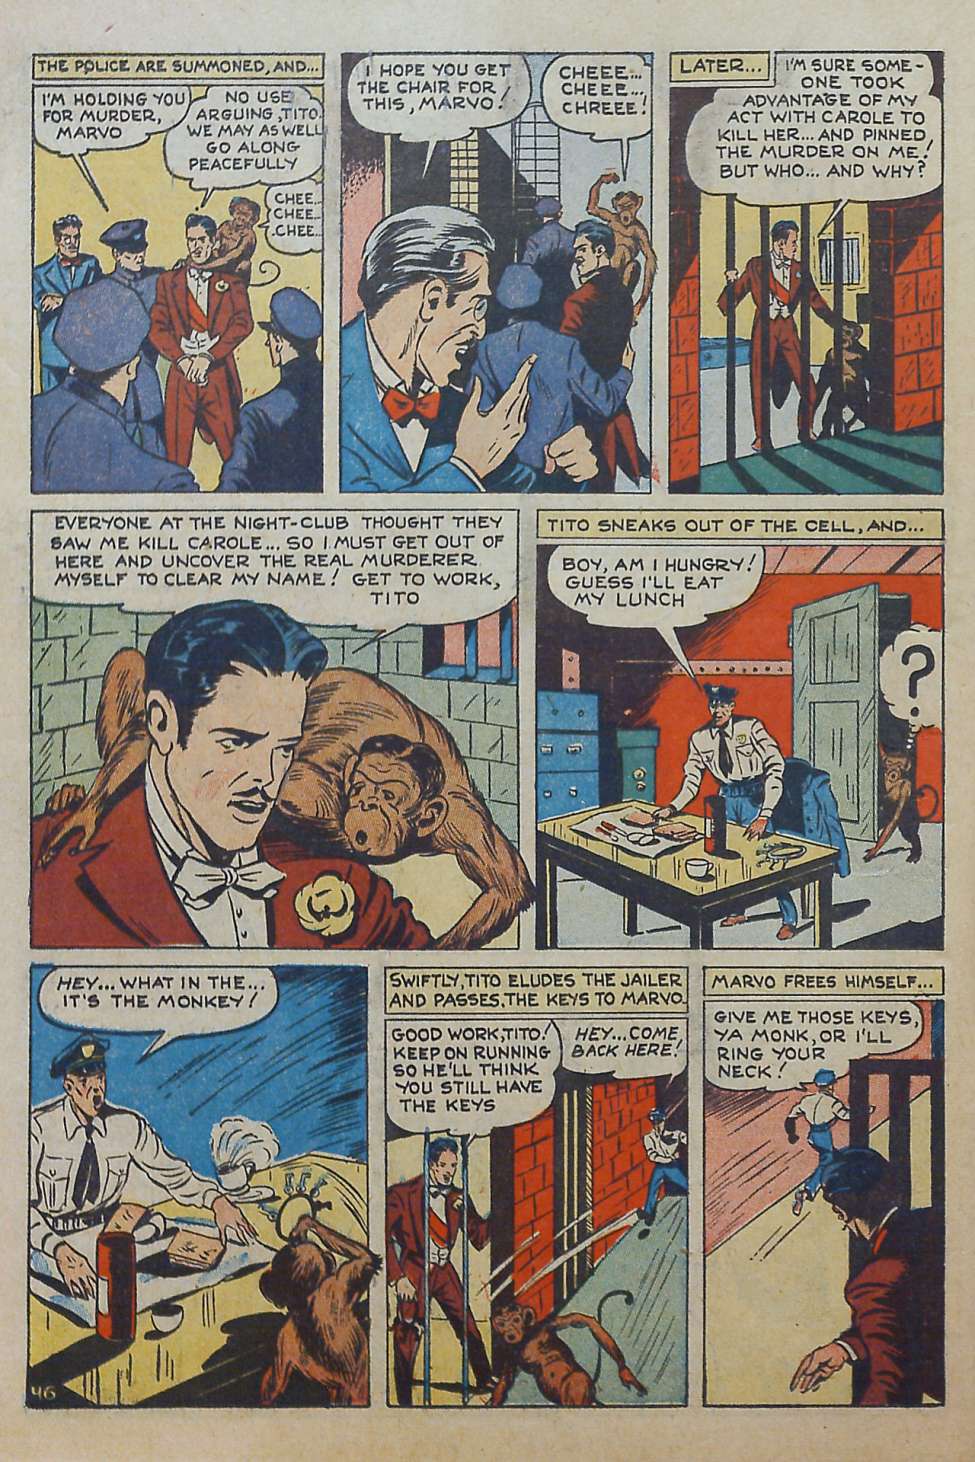 THE POLICE ARE SUMMONED, AND...
I'M HOLDING YOU
FOR MURDER,
MARVO
NO USE
ARGUING, TITO.
WE MAY AS WELL
GO ALONG
PEACEFULLY
CHEE...
CHEE...
CHEE...
I HOPE YOU GET
THE CHAIR FOR
THIS, MARVO!
CHEEE...
CHEEE...
CHREEE!
LATER...
I'M SURE SOME-
ONE TOOK
ADVANTAGE OF MY
ACT WITH CAROLE TO
KILL HER... AND PINNED
THE MURDER ON ME!
BUT WHO... AND WHY?
EVERYONE AT THE NIGHT-CLUB THOUGHT THEY
SAW ME KILL CAROLE... SO I MUST GET OUT OF
HERE AND UNCOVER THE REAL MURDERER
MYSELF TO CLEAR MY NAME! GET TO WORK,
TITO
TITO SNEAKS OUT OF THE CELL, AND...
BOY, AM I HUNGRY!
GUESS I'LL EAT
MY LUNCH
?
HEY... WHAT IN THE...
IT'S THE MONKEY!
46
SWIFTLY, TITO ELUDES THE JAILER
AND PASSES, THE KEYS TO MARVO.
GOOD WORK, TITO!
KEEP ON RUNNING
SO HE'LL THINK
YOU STILL HAVE
THE KEYS
HEY... COME
BACK HERE!
MARVO FREES HIMSELF...
GIVE ME THOSE KEYS,
YA MONK, OR I'LL
RING YOUR
NECK!